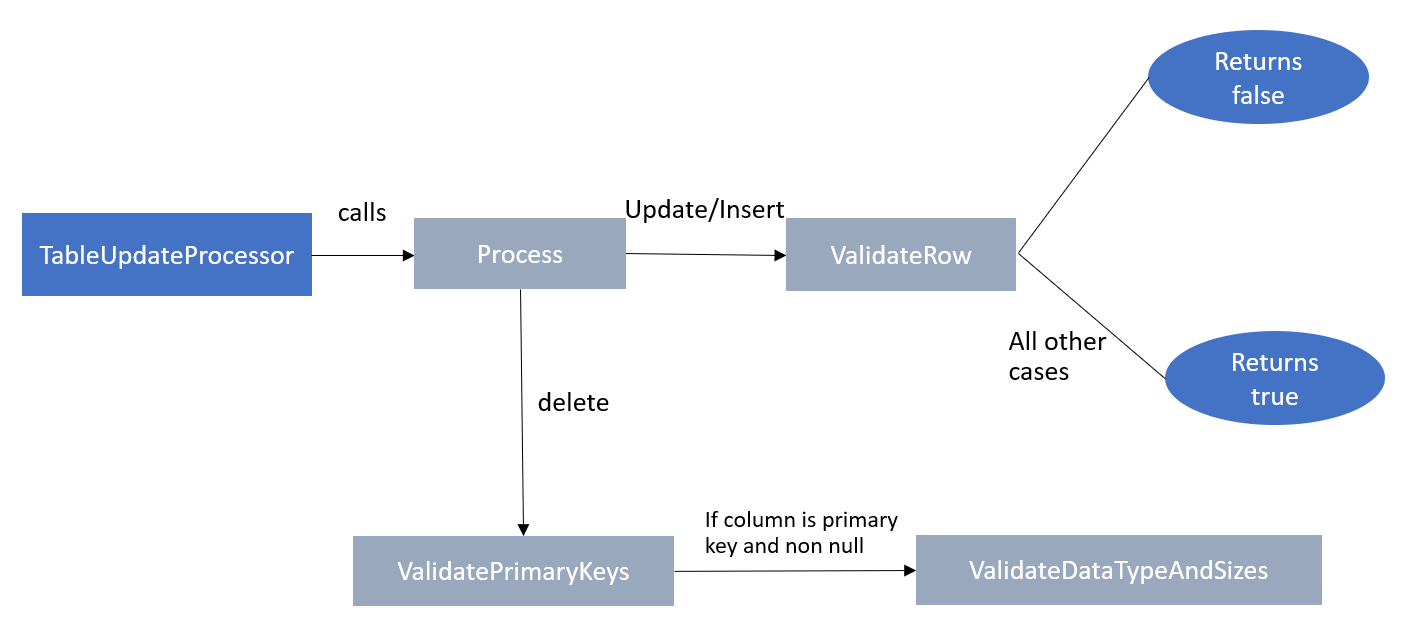 Returns
false
calls
Update/Insert
TableUpdateProcessor
Process
ValidateRow
All other
cases
Returns
true
delete
If column is primary
key and non null
ValidatePrimaryKeys
ValidateDataTypeAndSizes